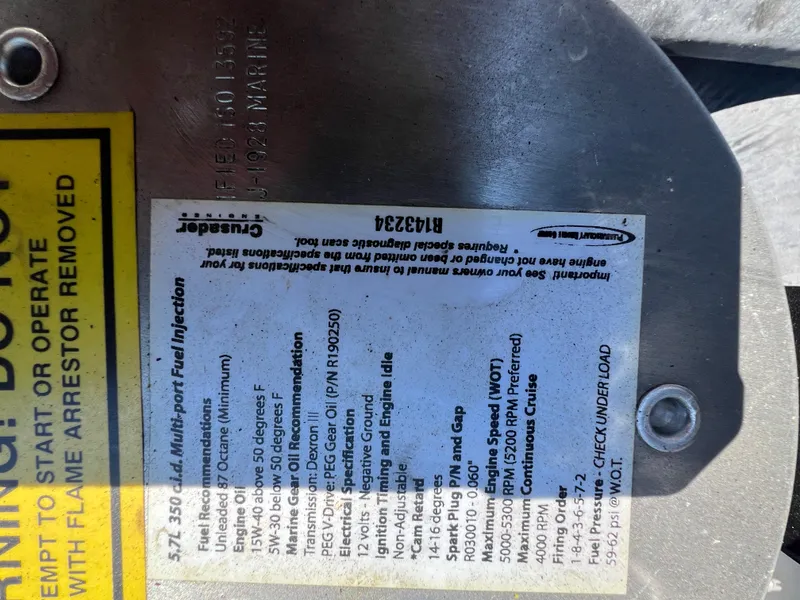 IFIED ISO 13592
J-1928 MARINE
DO NOT
TEMPT TO START OR OPERATE
WITH FLAME ARRESTOR REMOVED
5.7L 350 c.i.d. Multi-port Fuel Injection
Fuel Recommendations
Unleaded 87 Octane (Minimum)
Engine Oil
15W-40 above 50 degrees F
5W-30 below 50 degrees F
Marine Gear Oil Recommendation
Transmission: Dexron III
PEG V-Drive: PEG Gear Oil (P/N R190250)
Electrical Specification
12 volts - Negative Ground
Ignition Timing and Engine Idle
Non-Adjustable
*Cam Retard
14-16 degrees
Spark Plug P/N and Gap
R030010 - 0.060"
Maximum Engine Speed (WOT)
5000-5300 RPM (5200 RPM Preferred)
Maximum Continuous Cruise
4000 RPM
Firing Order
1-8-4-3-6-5-7-2
Fuel Pressure - CHECK UNDER LOAD
59-62 psi @W.O.T.
Important! See your owners manual to insure that specifications for your
engine have not changed or been omitted from the specifications listed.
* Requires special diagnostic scan tool.
Crusader
ENGINES
R143234